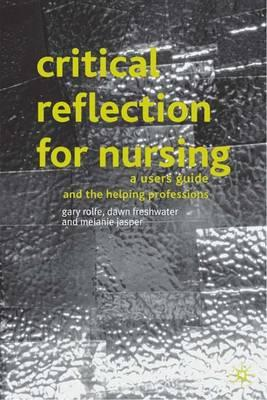 critical
reflection
for nursing
a users guide
and the helping professions
gary rolfe, dawn freshwater
and melanie jasper